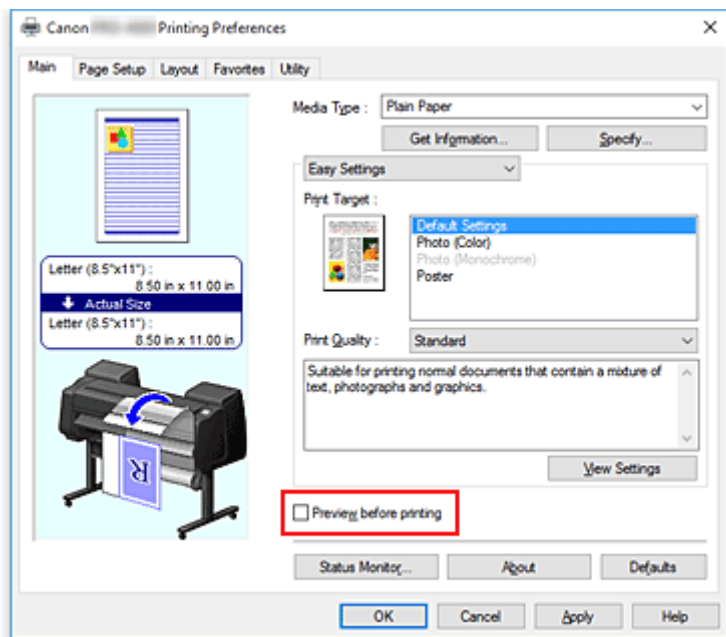 Canon Printing Preferences
Main Page Setup Layout Favorites Utility
Media Type : Plain Paper
Get Information... Specify...
Easy Settings
Print Target :
Default Settings
Photo (Color)
Photo (Monochrome)
Poster
Letter (8.5"x11") :
8.50 in x 11.00 in
Actual Size
Letter (8.5"x11") :
8.50 in x 11.00 in
R
Print Quality : Standard
Suitable for printing normal documents that contain a mixture of
text, photographs and graphics.
View Settings
Preview before printing
Status Monitor... About Defaults
OK Cancel Apply Help